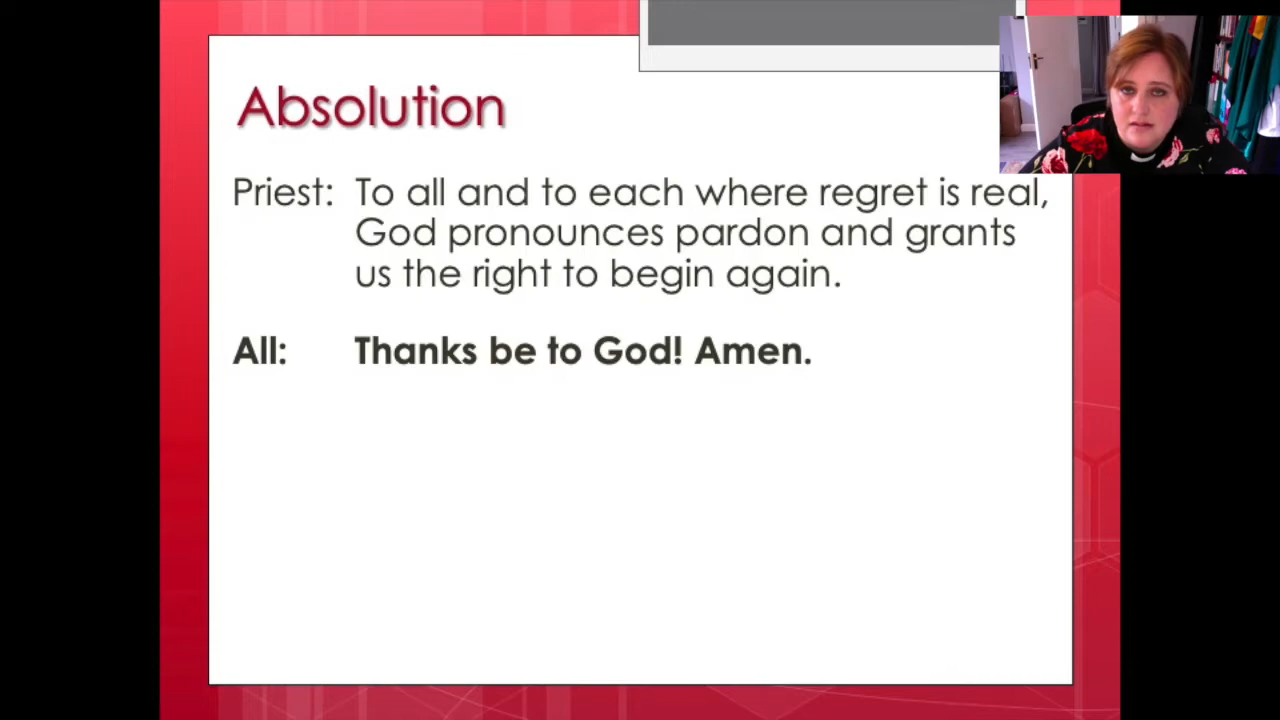 Absolution
Priest: To all and to each where regret is real,
God pronounces pardon and grants
us the right to begin again.
All: Thanks be to God! Amen.